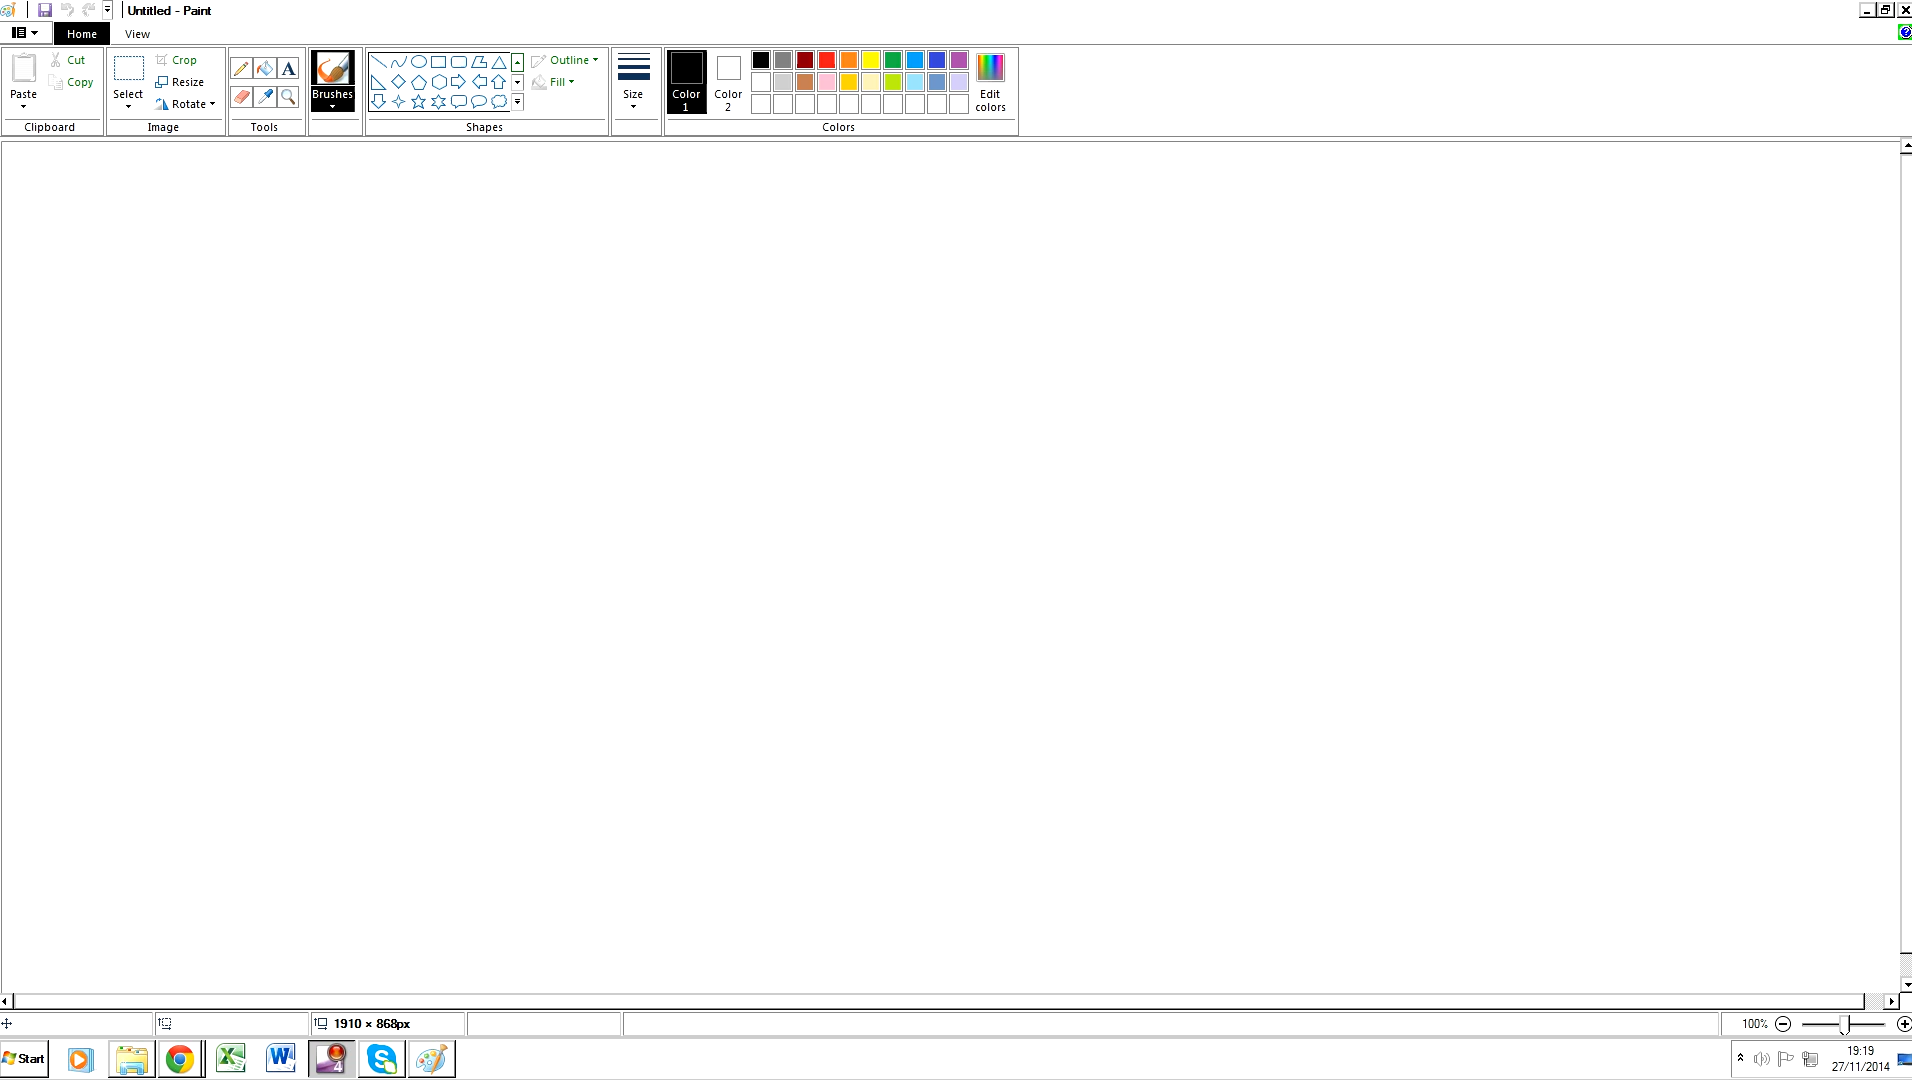 Untitled - Paint
Home View
Paste
Cut
Copy
Clipboard
Select
Crop
Resize
Rotate
Image
A
Tools
Brushes
Outline
Fill
Shapes
Size
Color 1
Color 2
Edit colors
Colors
1910 × 868px
100%
Start
4
19:19
27/11/2014